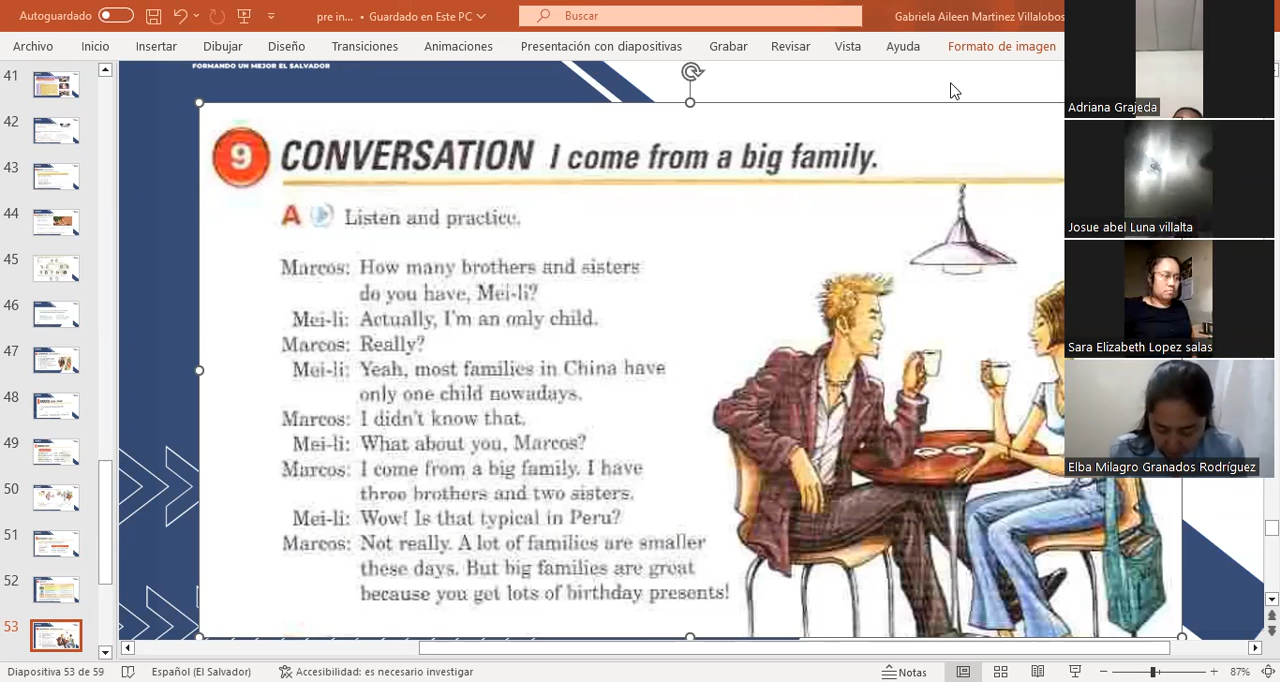 Autoguardado
pre in... • Guardado en Este PC
Buscar
Gabriela Aileen Martinez Villalobos
Archivo Inicio Insertar Dibujar Diseño Transiciones Animaciones Presentación con diapositivas Grabar Revisar Vista Ayuda Formato de imagen
FORMANDO UN MEJOR EL SALVADOR
41
42
43
44
45
46
47
48
49
50
51
52
53
9 CONVERSATION I come from a big family.
A Listen and practice.
Marcos: How many brothers and sisters
do you have, Mei-li?
Mei-li: Actually, I'm an only child.
Marcos: Really?
Mei-li: Yeah, most families in China have
only one child nowadays.
Marcos: I didn't know that.
Mei-li: What about you, Marcos?
Marcos: I come from a big family. I have
three brothers and two sisters.
Mei-li: Wow! Is that typical in Peru?
Marcos: Not really. A lot of families are smaller
these days. But big families are great
because you get lots of birthday presents!
Adriana Grajeda
Josue abel Luna villalta
Sara Elizabeth Lopez salas
Elba Milagro Granados Rodríguez
Diapositiva 53 de 59 Español (El Salvador) Accesibilidad: es necesario investigar Notas 87%